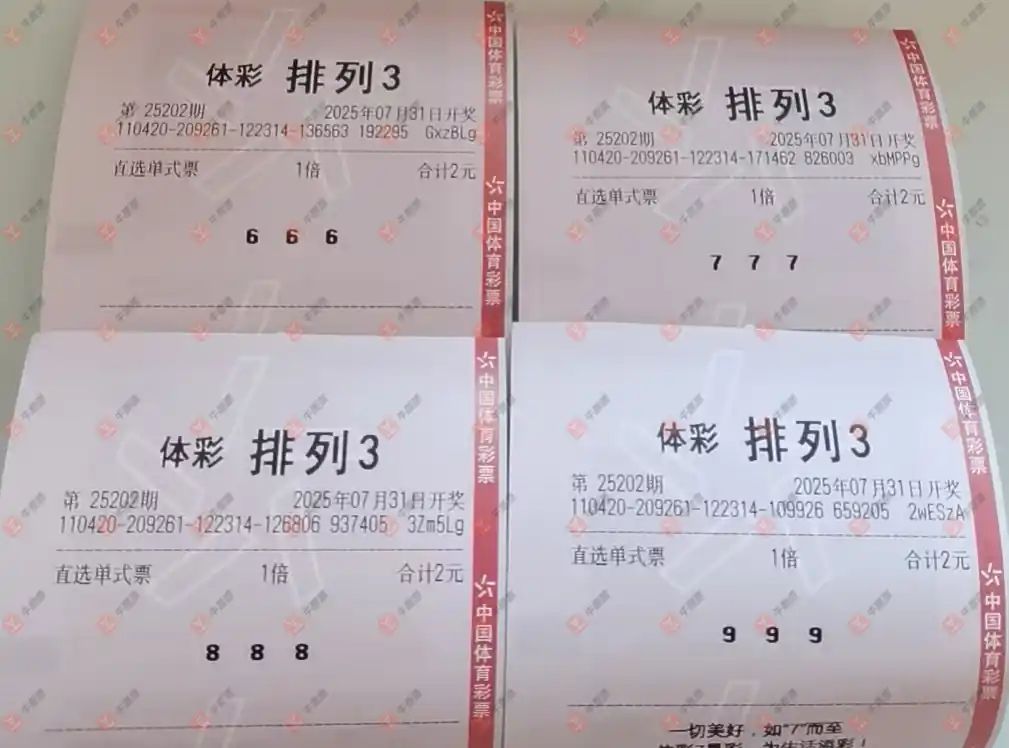 体彩 排列3
第 25202期 2025年07月31日开奖
110420-209261-122314-136563 192295 GxzBLg
直选单式票 1倍 合计2元
6 6 6
中国体育彩票
中国体育彩票
体彩 排列3
第 25202期 2025年07月31日开奖
110420-209261-122314-171462 826003 xbMPPg
直选单式票 1倍 合计2元
7 7 7
中国体育彩票
中国体育彩票
体彩 排列3
第 25202期 2025年07月31日开奖
110420-209261-122314-126806 937405 3Zm5Lg
直选单式票 1倍 合计2元
8 8 8
中国体育彩票
中国体育彩票
体彩 排列3
第 25202期 2025年07月31日开奖
110420-209261-122314-109926 659205 2wESzA
直选单式票 1倍 合计2元
9 9 9
中国体育彩票
中国体育彩票
一切美好，如“7”而至